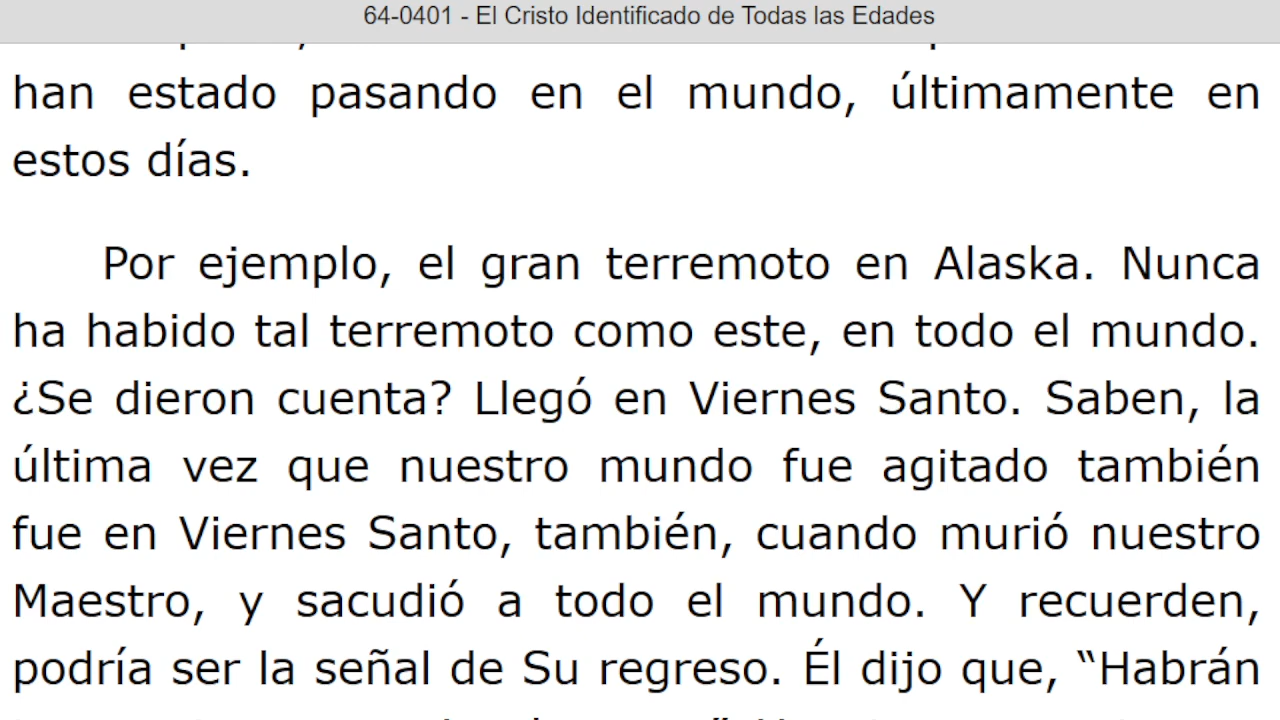 64-0401 - El Cristo Identificado de Todas las Edades
han estado pasando en el mundo, últimamente en
estos días.
Por ejemplo, el gran terremoto en Alaska. Nunca
ha habido tal terremoto como este, en todo el mundo.
¿Se dieron cuenta? Llegó en Viernes Santo. Saben, la
última vez que nuestro mundo fue agitado también
fue en Viernes Santo, también, cuando murió nuestro
Maestro, y sacudió a todo el mundo. Y recuerden,
podría ser la señal de Su regreso. Él dijo que, “Habrán